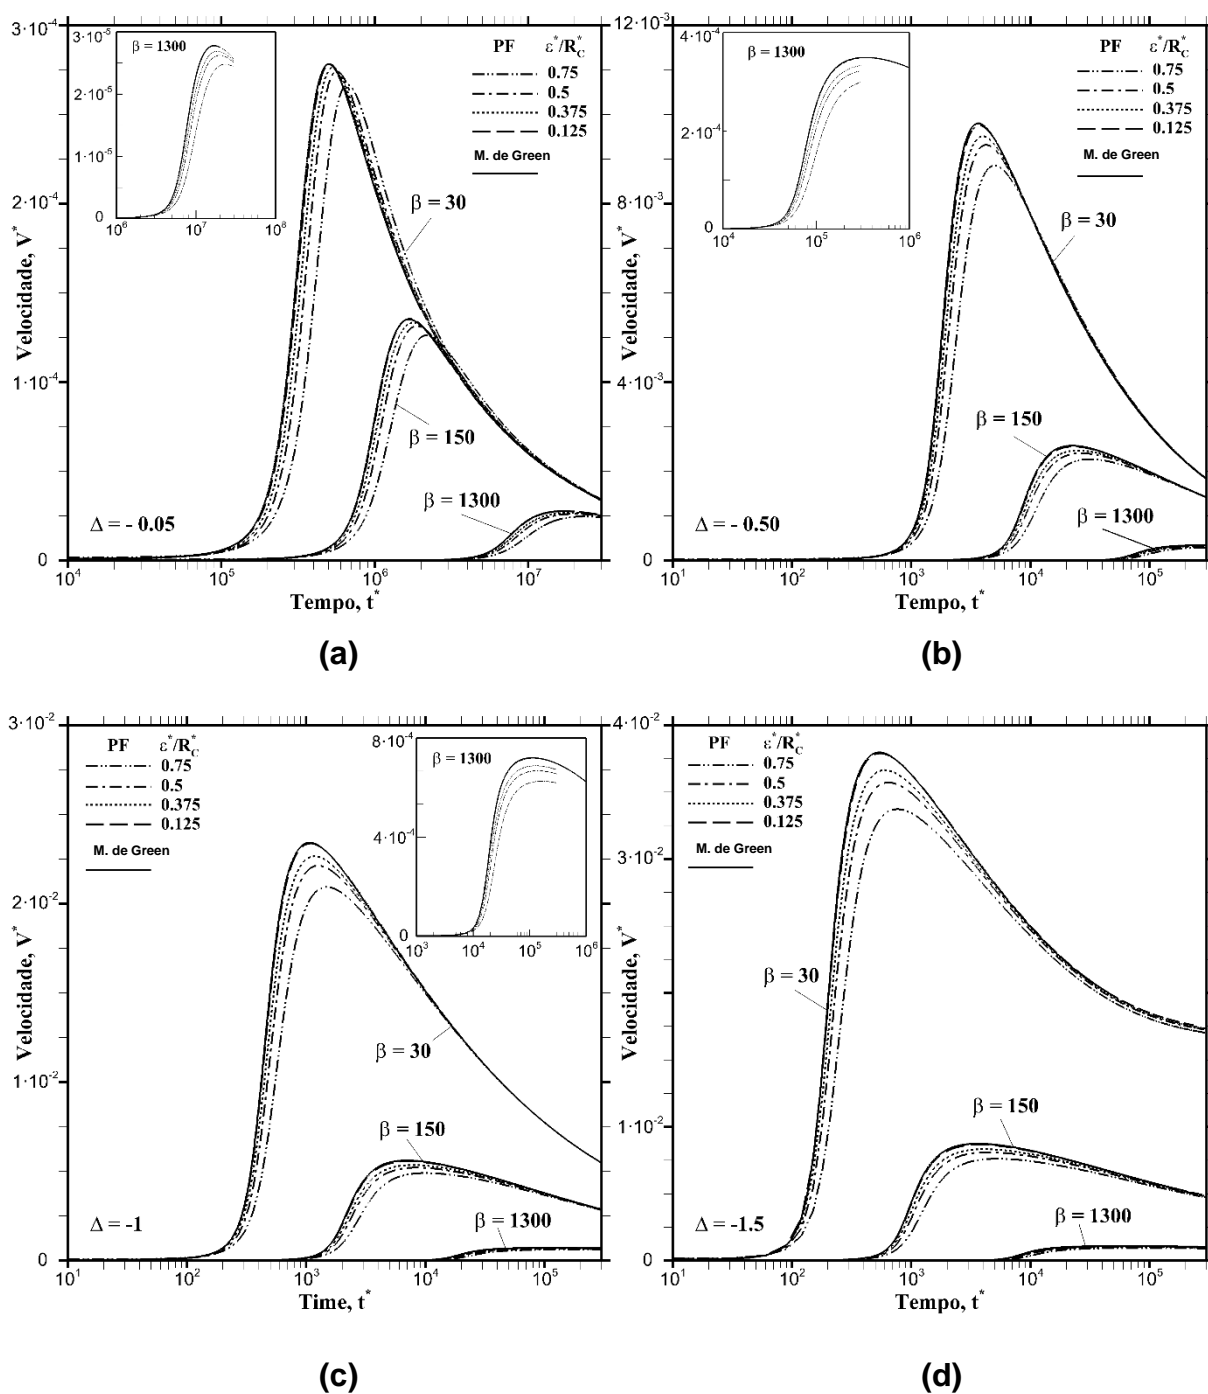 3·10⁻⁴
2·10⁻⁴
1·10⁻⁴
0
Velocidade, V*
3·10⁻⁵
2·10⁻⁵
1·10⁻⁵
0
β = 1300
10⁶ 10⁷ 10⁸
PF ε*/R*C
0.75
0.5
0.375
0.125
M. de Green
β = 30
β = 150
β = 1300
Δ = - 0.05
10⁴ 10⁵ 10⁶ 10⁷
Tempo, t*
(a)
12·10⁻³
8·10⁻³
4·10⁻³
0
Velocidade, V*
4·10⁻⁴
2·10⁻⁴
0
β = 1300
10⁴ 10⁵ 10⁶
PF ε*/R*C
0.75
0.5
0.375
0.125
M. de Green
β = 30
β = 150
β = 1300
Δ = - 0.50
10¹ 10² 10³ 10⁴ 10⁵
Tempo, t*
(b)
3·10⁻²
2·10⁻²
1·10⁻²
0
Velocidade, V*
PF ε*/R*C
0.75
0.5
0.375
0.125
M. de Green
8·10⁻⁴
4·10⁻⁴
0
β = 1300
10³ 10⁴ 10⁵ 10⁶
β = 30
β = 150
β = 1300
Δ = -1
10¹ 10² 10³ 10⁴ 10⁵
Time, t*
(c)
4·10⁻²
3·10⁻²
1·10⁻²
0
Velocidade, V*
PF ε*/R*C
0.75
0.5
0.375
0.125
M. de Green
β = 30
β = 150
β = 1300
Δ = -1.5
10¹ 10² 10³ 10⁴ 10⁵
Tempo, t*
(d)